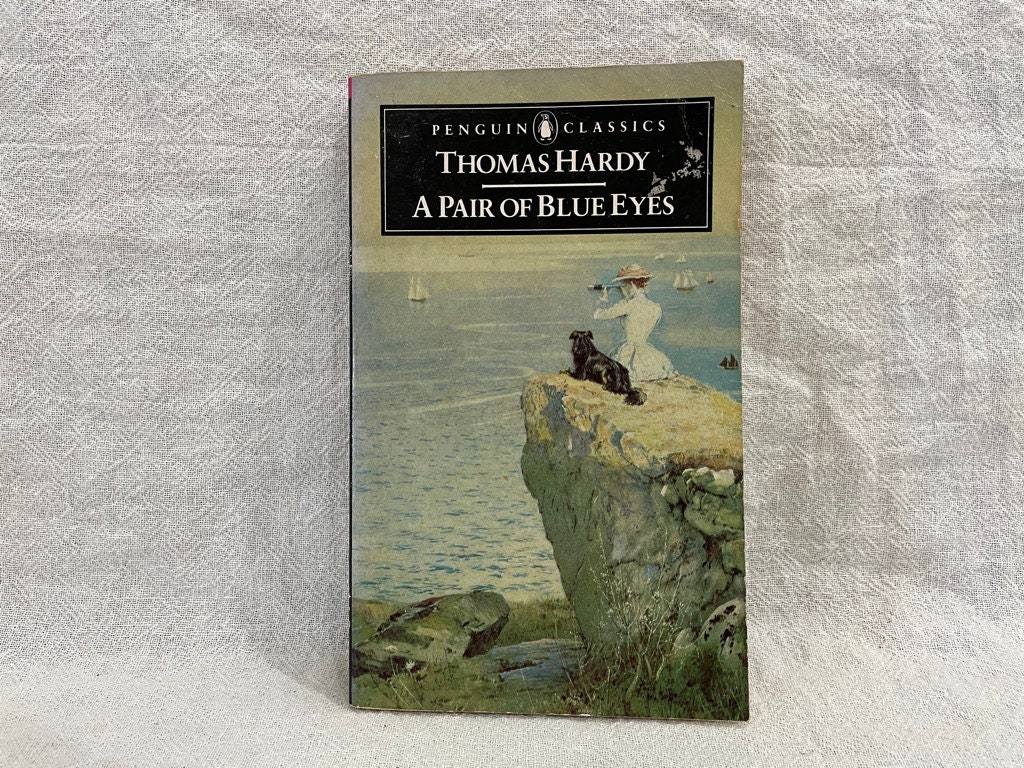 PENGUIN CLASSICS
THOMAS HARDY
A PAIR OF BLUE EYES